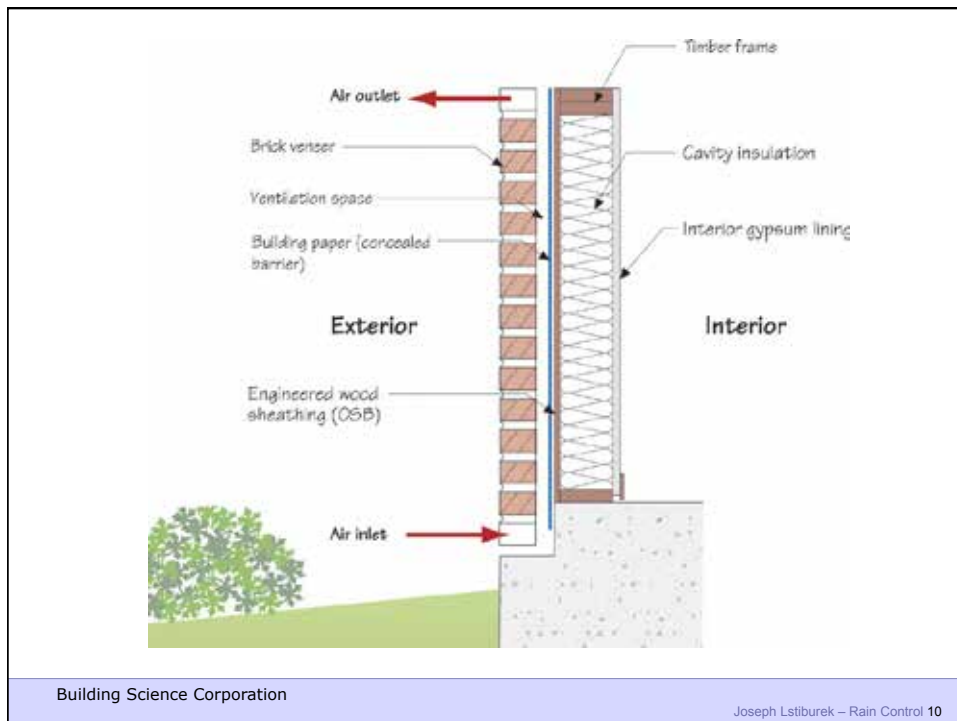 Timber frame
Air outlet
Brick venser
Cavity insulation
Ventilation space
Building paper (concealed
barrier)
Interior gypsum lining
Exterior
Interior
Engineered wood
sheathing (OSB)
Air inlet
Building Science Corporation
Joseph Lstiburek – Rain Control 10